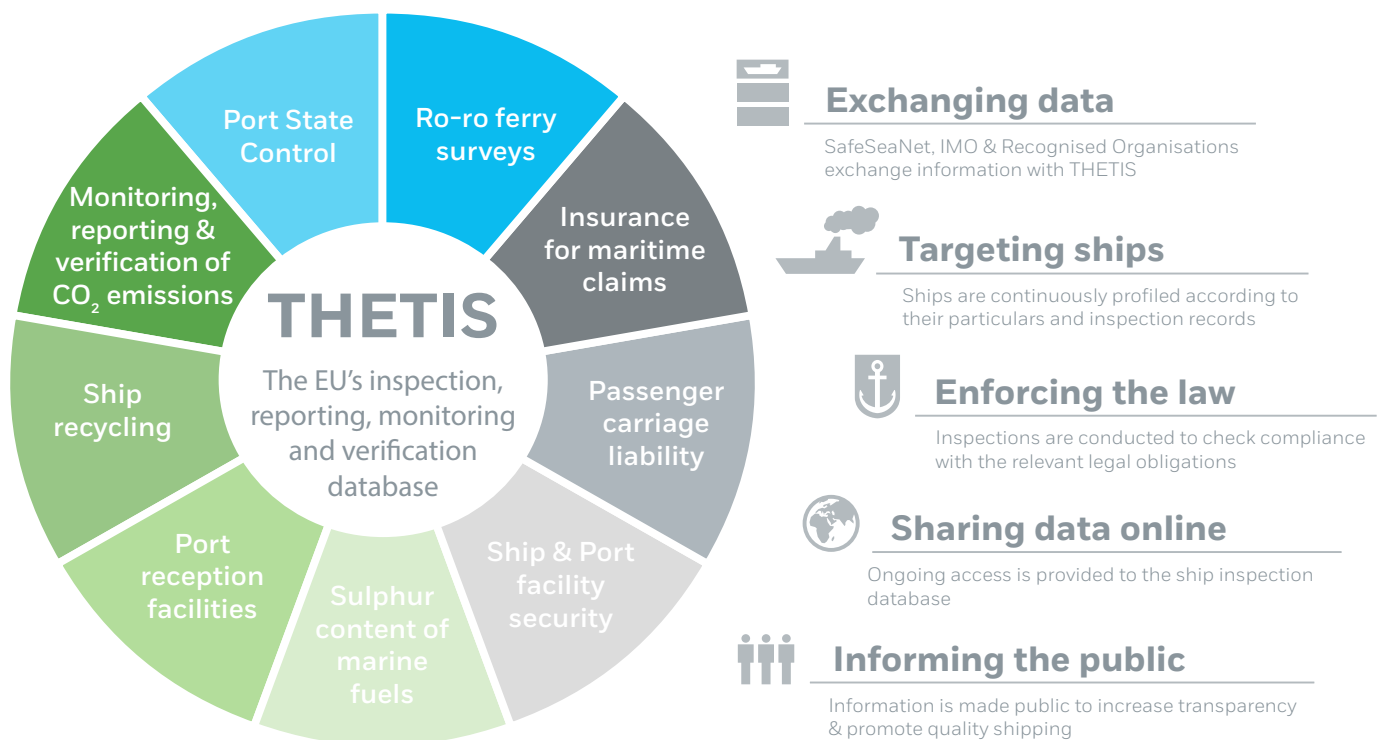 Port State
Control
Ro-ro ferry
surveys
Insurance
for maritime
claims
Passenger
carriage
liability
Ship & Port
facility
security
Sulphur
content of
marine
fuels
Port
reception
facilities
Ship
recycling
Monitoring,
reporting &
verification of
CO₂ emissions
THETIS
The EU's inspection,
reporting, monitoring
and verification
database
Exchanging data
SafeSeaNet, IMO & Recognised Organisations
exchange information with THETIS
Targeting ships
Ships are continuously profiled according to
their particulars and inspection records
Enforcing the law
Inspections are conducted to check compliance
with the relevant legal obligations
Sharing data online
Ongoing access is provided to the ship inspection
database
Informing the public
Information is made public to increase transparency
& promote quality shipping